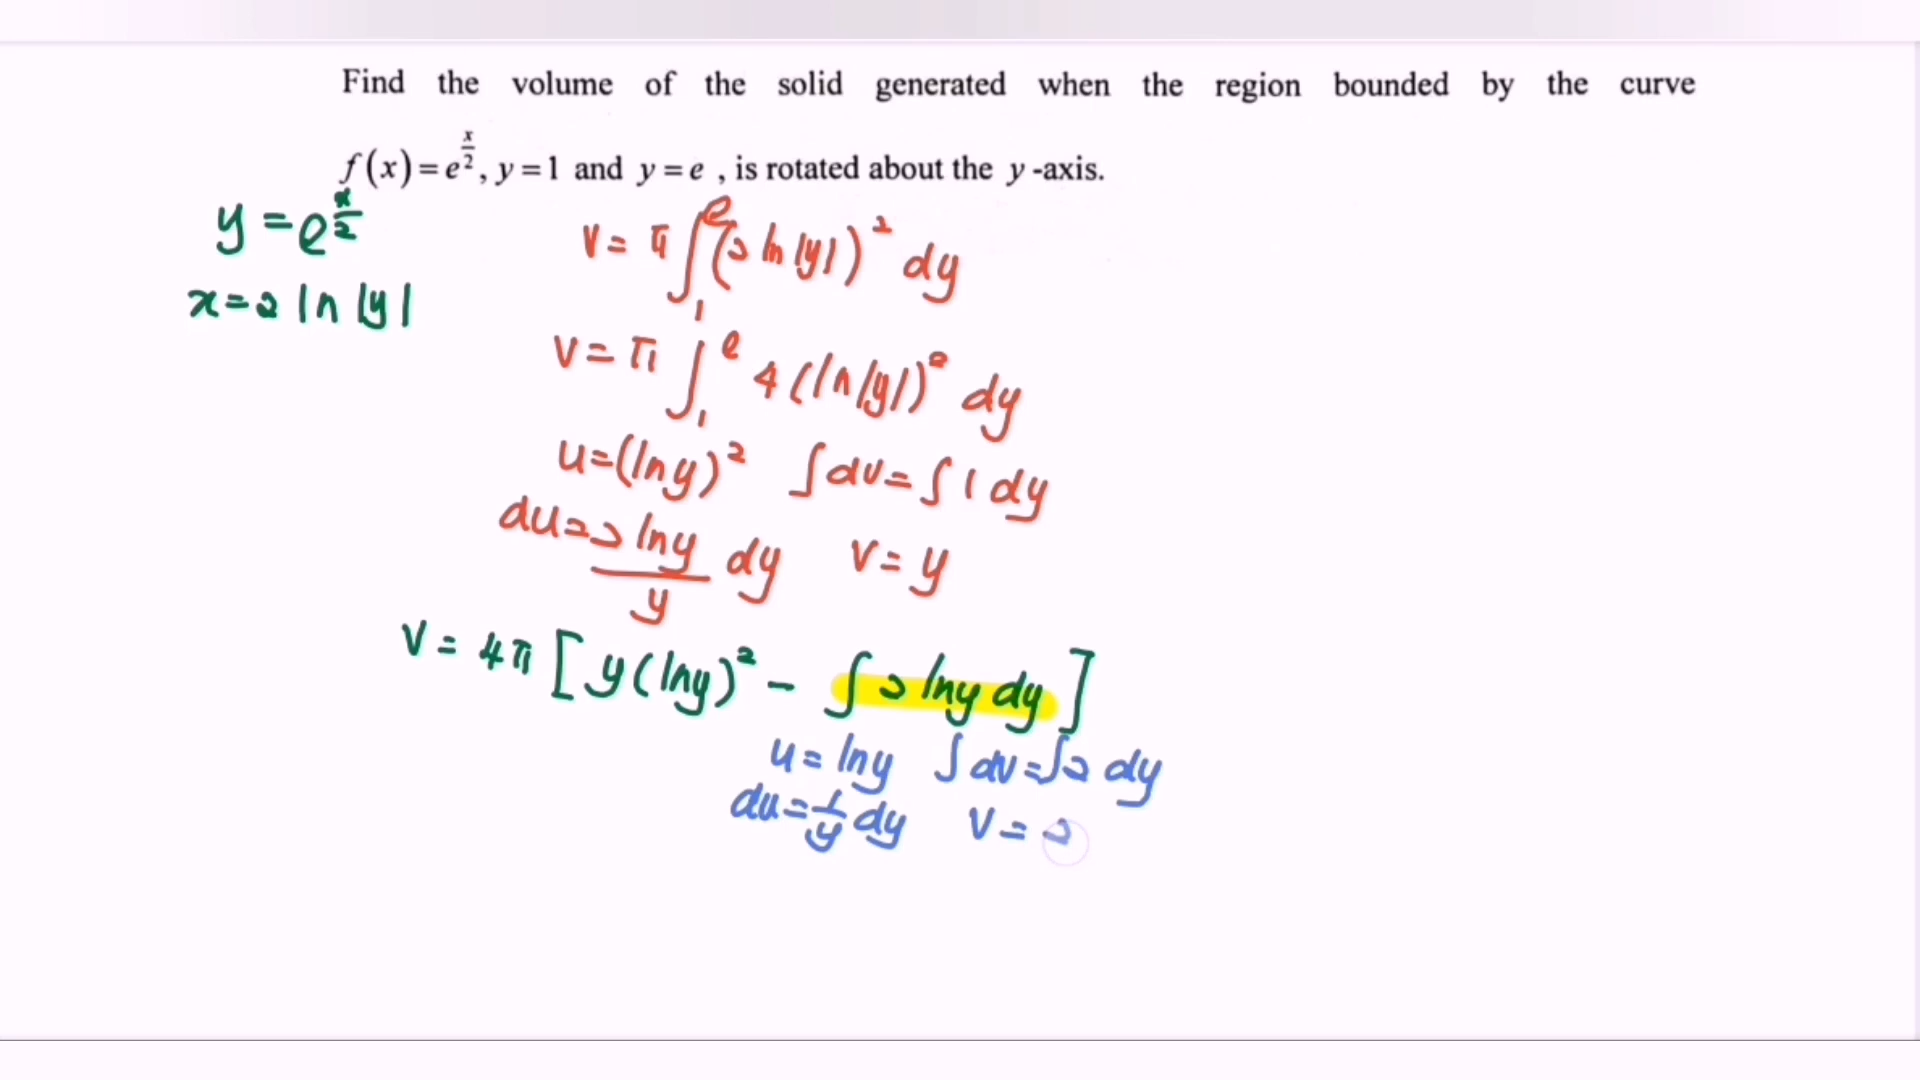 Find the volume of the solid generated when the region bounded by the curve
f(x)=e^{x/2}, y=1 and y=e , is rotated about the y-axis.
y = e^{x/2}
x = 2 ln |y|
V = π ∫_1^e (2 ln |y|)^2 dy
V = π ∫_1^e 4 (ln |y|)^2 dy
u = (ln y)^2 ∫ dv = ∫ 1 dy
du = 2 ln y / y dy v = y
V = 4π [ y (ln y)^2 - ∫ 2 ln y dy ]
u = ln y ∫ dv = ∫ 2 dy
du = 1/y dy v = 2